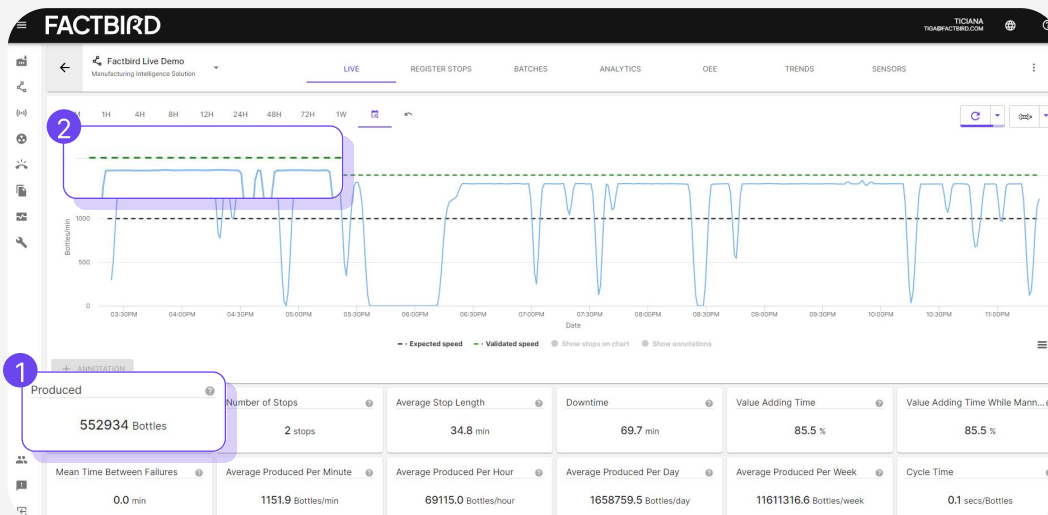 FACTBIRD
TICIANA
TIGA@FACTBIRD.COM
Factbird Live Demo
Manufacturing Intelligence Solution
LIVE
REGISTER STOPS
BATCHES
ANALYTICS
OEE
TRENDS
SENSORS
1H 4H 8H 12H 24H 48H 72H 1W
2
Bottles/min
1000
500
0
03:30PM 04:00PM 04:30PM 05:00PM 05:30PM 06:00PM 06:30PM 07:00PM 07:30PM 08:00PM 08:30PM 09:00PM 09:30PM 10:00PM 10:30PM 11:00PM
Date
Expected speed Validated speed Show stops on chart Show annotations
+ ANNOTATION
1
Produced
552934 Bottles
Number of Stops
2 stops
Average Stop Length
34.8 min
Downtime
69.7 min
Value Adding Time
85.5 %
Value Adding Time While Mann...
85.5 %
Mean Time Between Failures
0.0 min
Average Produced Per Minute
1151.9 Bottles/min
Average Produced Per Hour
69115.0 Bottles/hour
Average Produced Per Day
1658759.5 Bottles/day
Average Produced Per Week
11611316.6 Bottles/week
Cycle Time
0.1 secs/Bottles